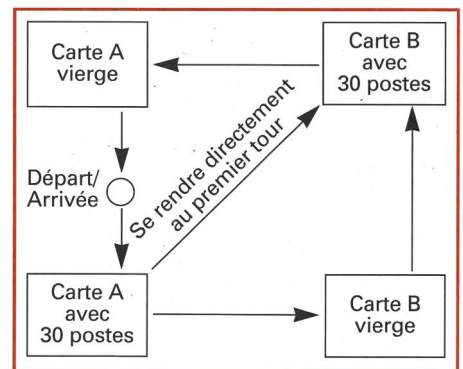 Carte A
vierge
Carte B
avec
30 postes
Se rendre directement
au premier tour
Départ/
Arrivée
Carte A
avec
30 postes
Carte B
vierge